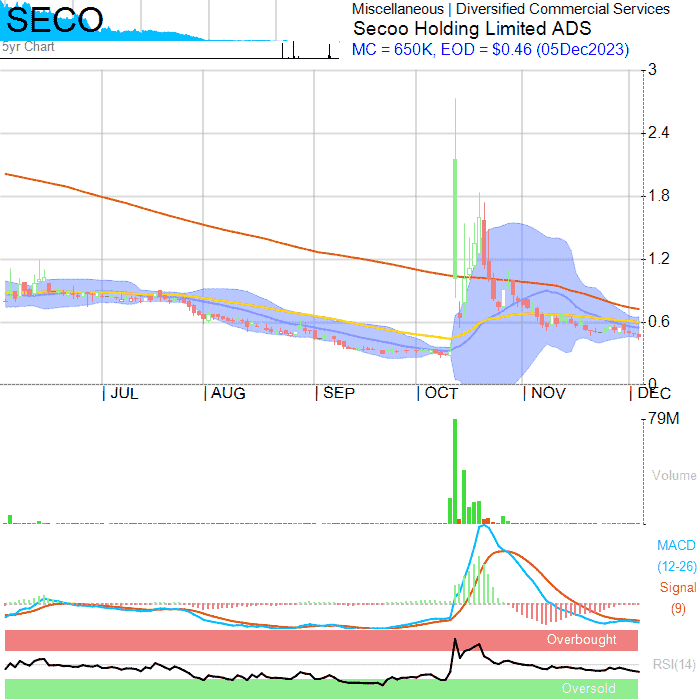 SECO
5yr Chart
Miscellaneous | Diversified Commercial Services
Secoo Holding Limited ADS
MC = 650K, EOD = $0.46 (05Dec2023)
3
2.4
1.8
1.2
0.6
0
| JUL | AUG | SEP | OCT | NOV | DEC
79M
Volume
MACD
(12-26)
Signal
(9)
Overbought
RSI(14)
Oversold